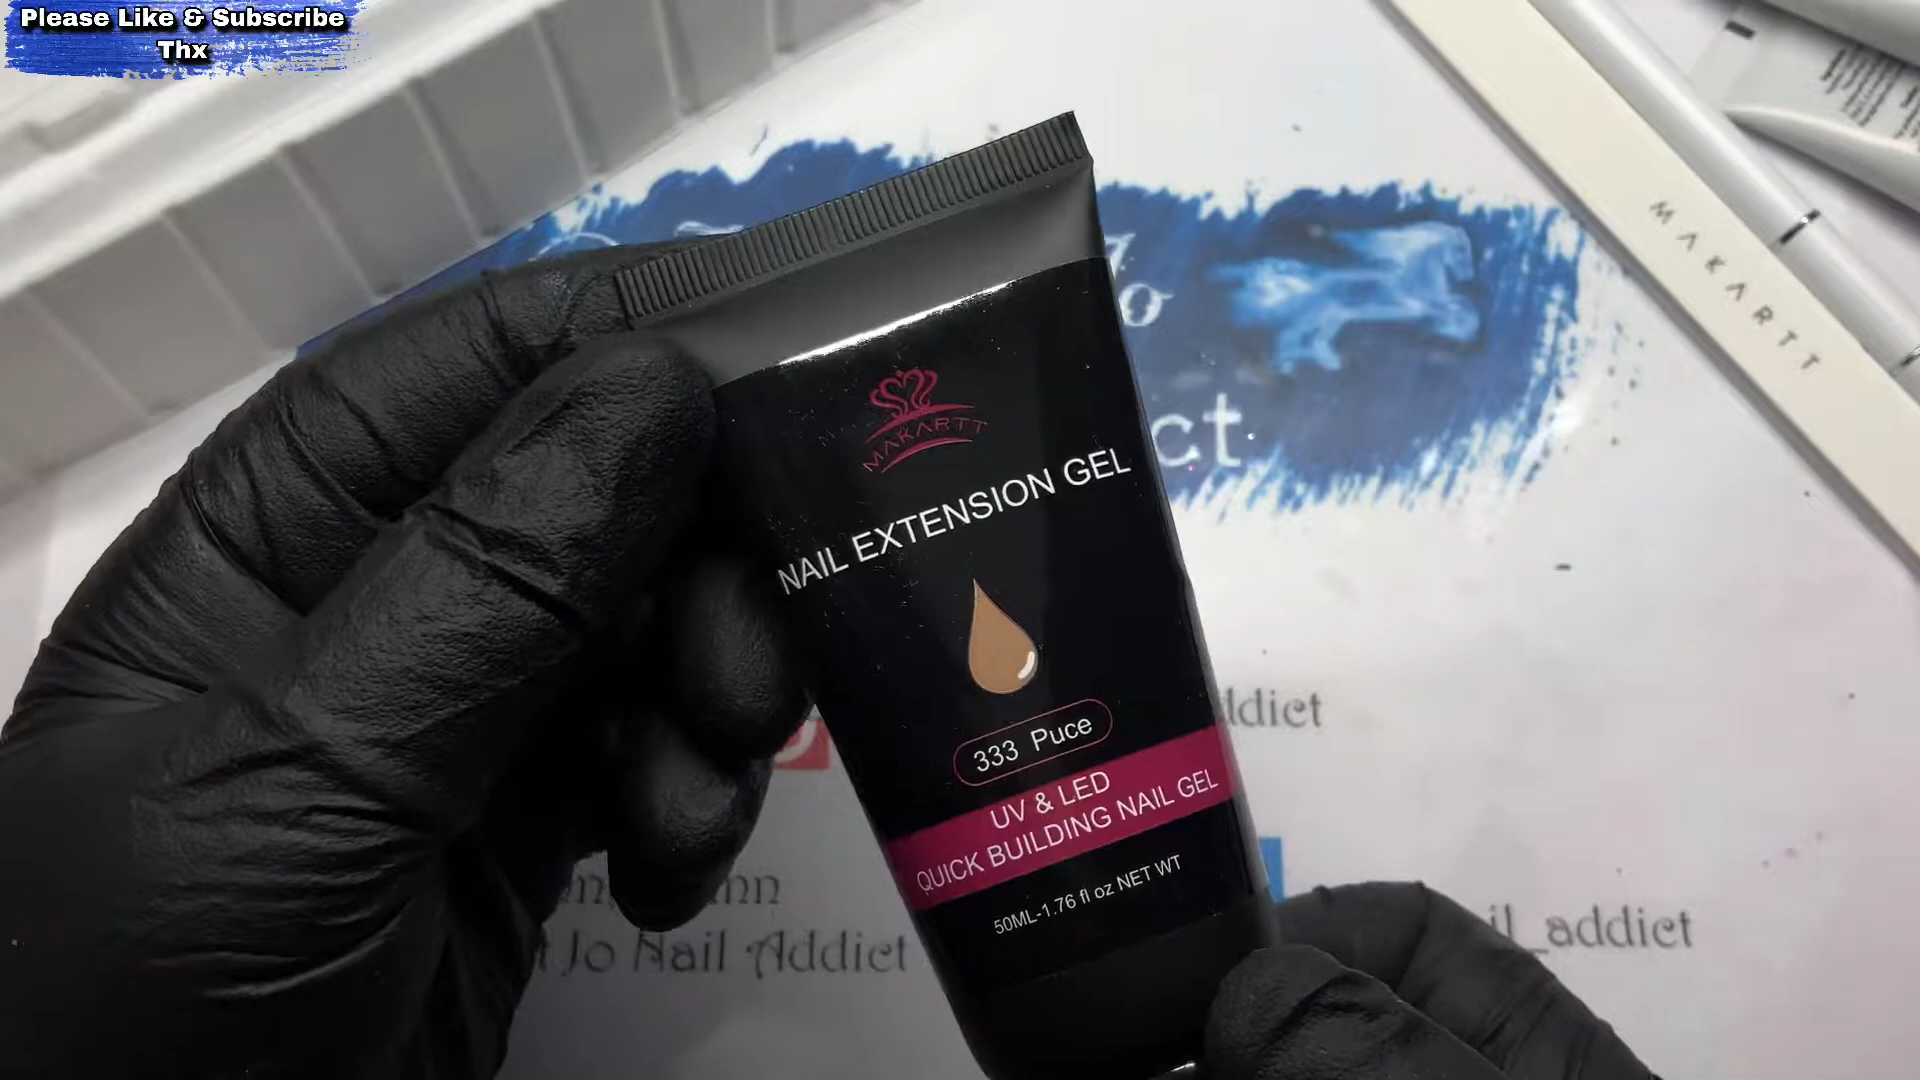 Please Like & Subscribe
Thx
MAKARTT
MAKARTT
NAIL EXTENSION GEL
333 Puce
UV & LED
QUICK BUILDING NAIL GEL
50ML-1.76 fl oz NET WT
Jo Nail Addict
il_addict